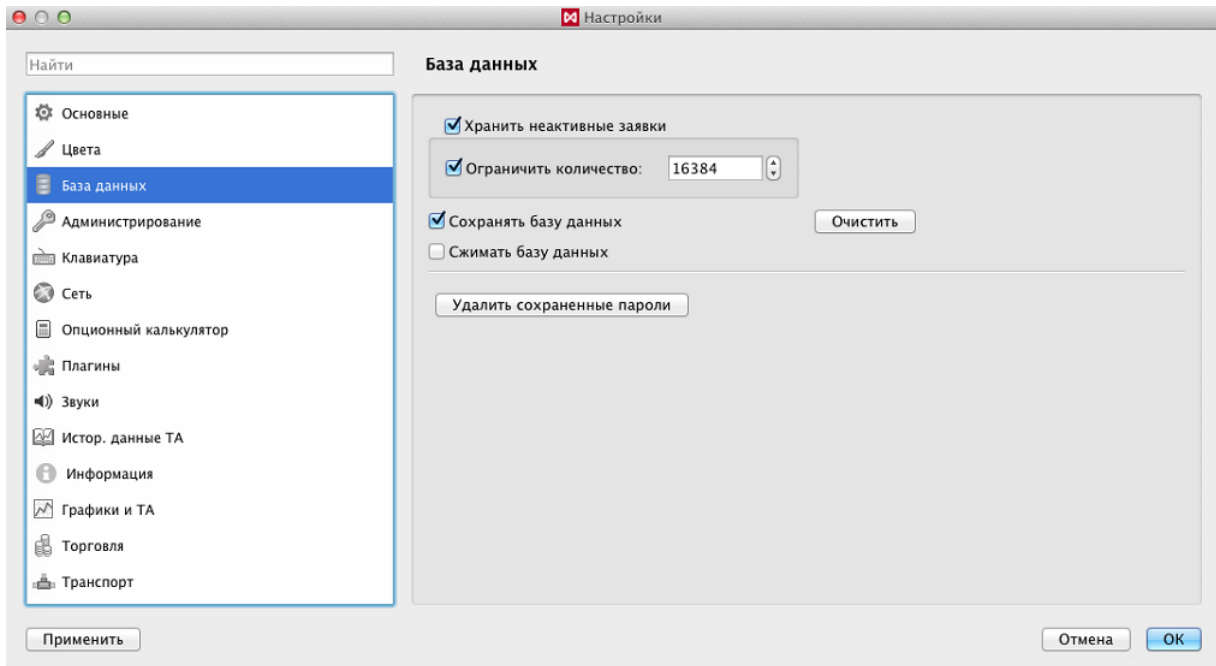 Настройки
Найти
Основные
Цвета
База данных
Администрирование
Клавиатура
Сеть
Опционный калькулятор
Плагины
Звуки
Истор. данные ТА
Информация
Графики и ТА
Торговля
Транспорт
База данных
Хранить неактивные заявки
Ограничить количество: 16384
Сохранять базу данных Очистить
Сжимать базу данных
Удалить сохраненные пароли
Применить Отмена OK